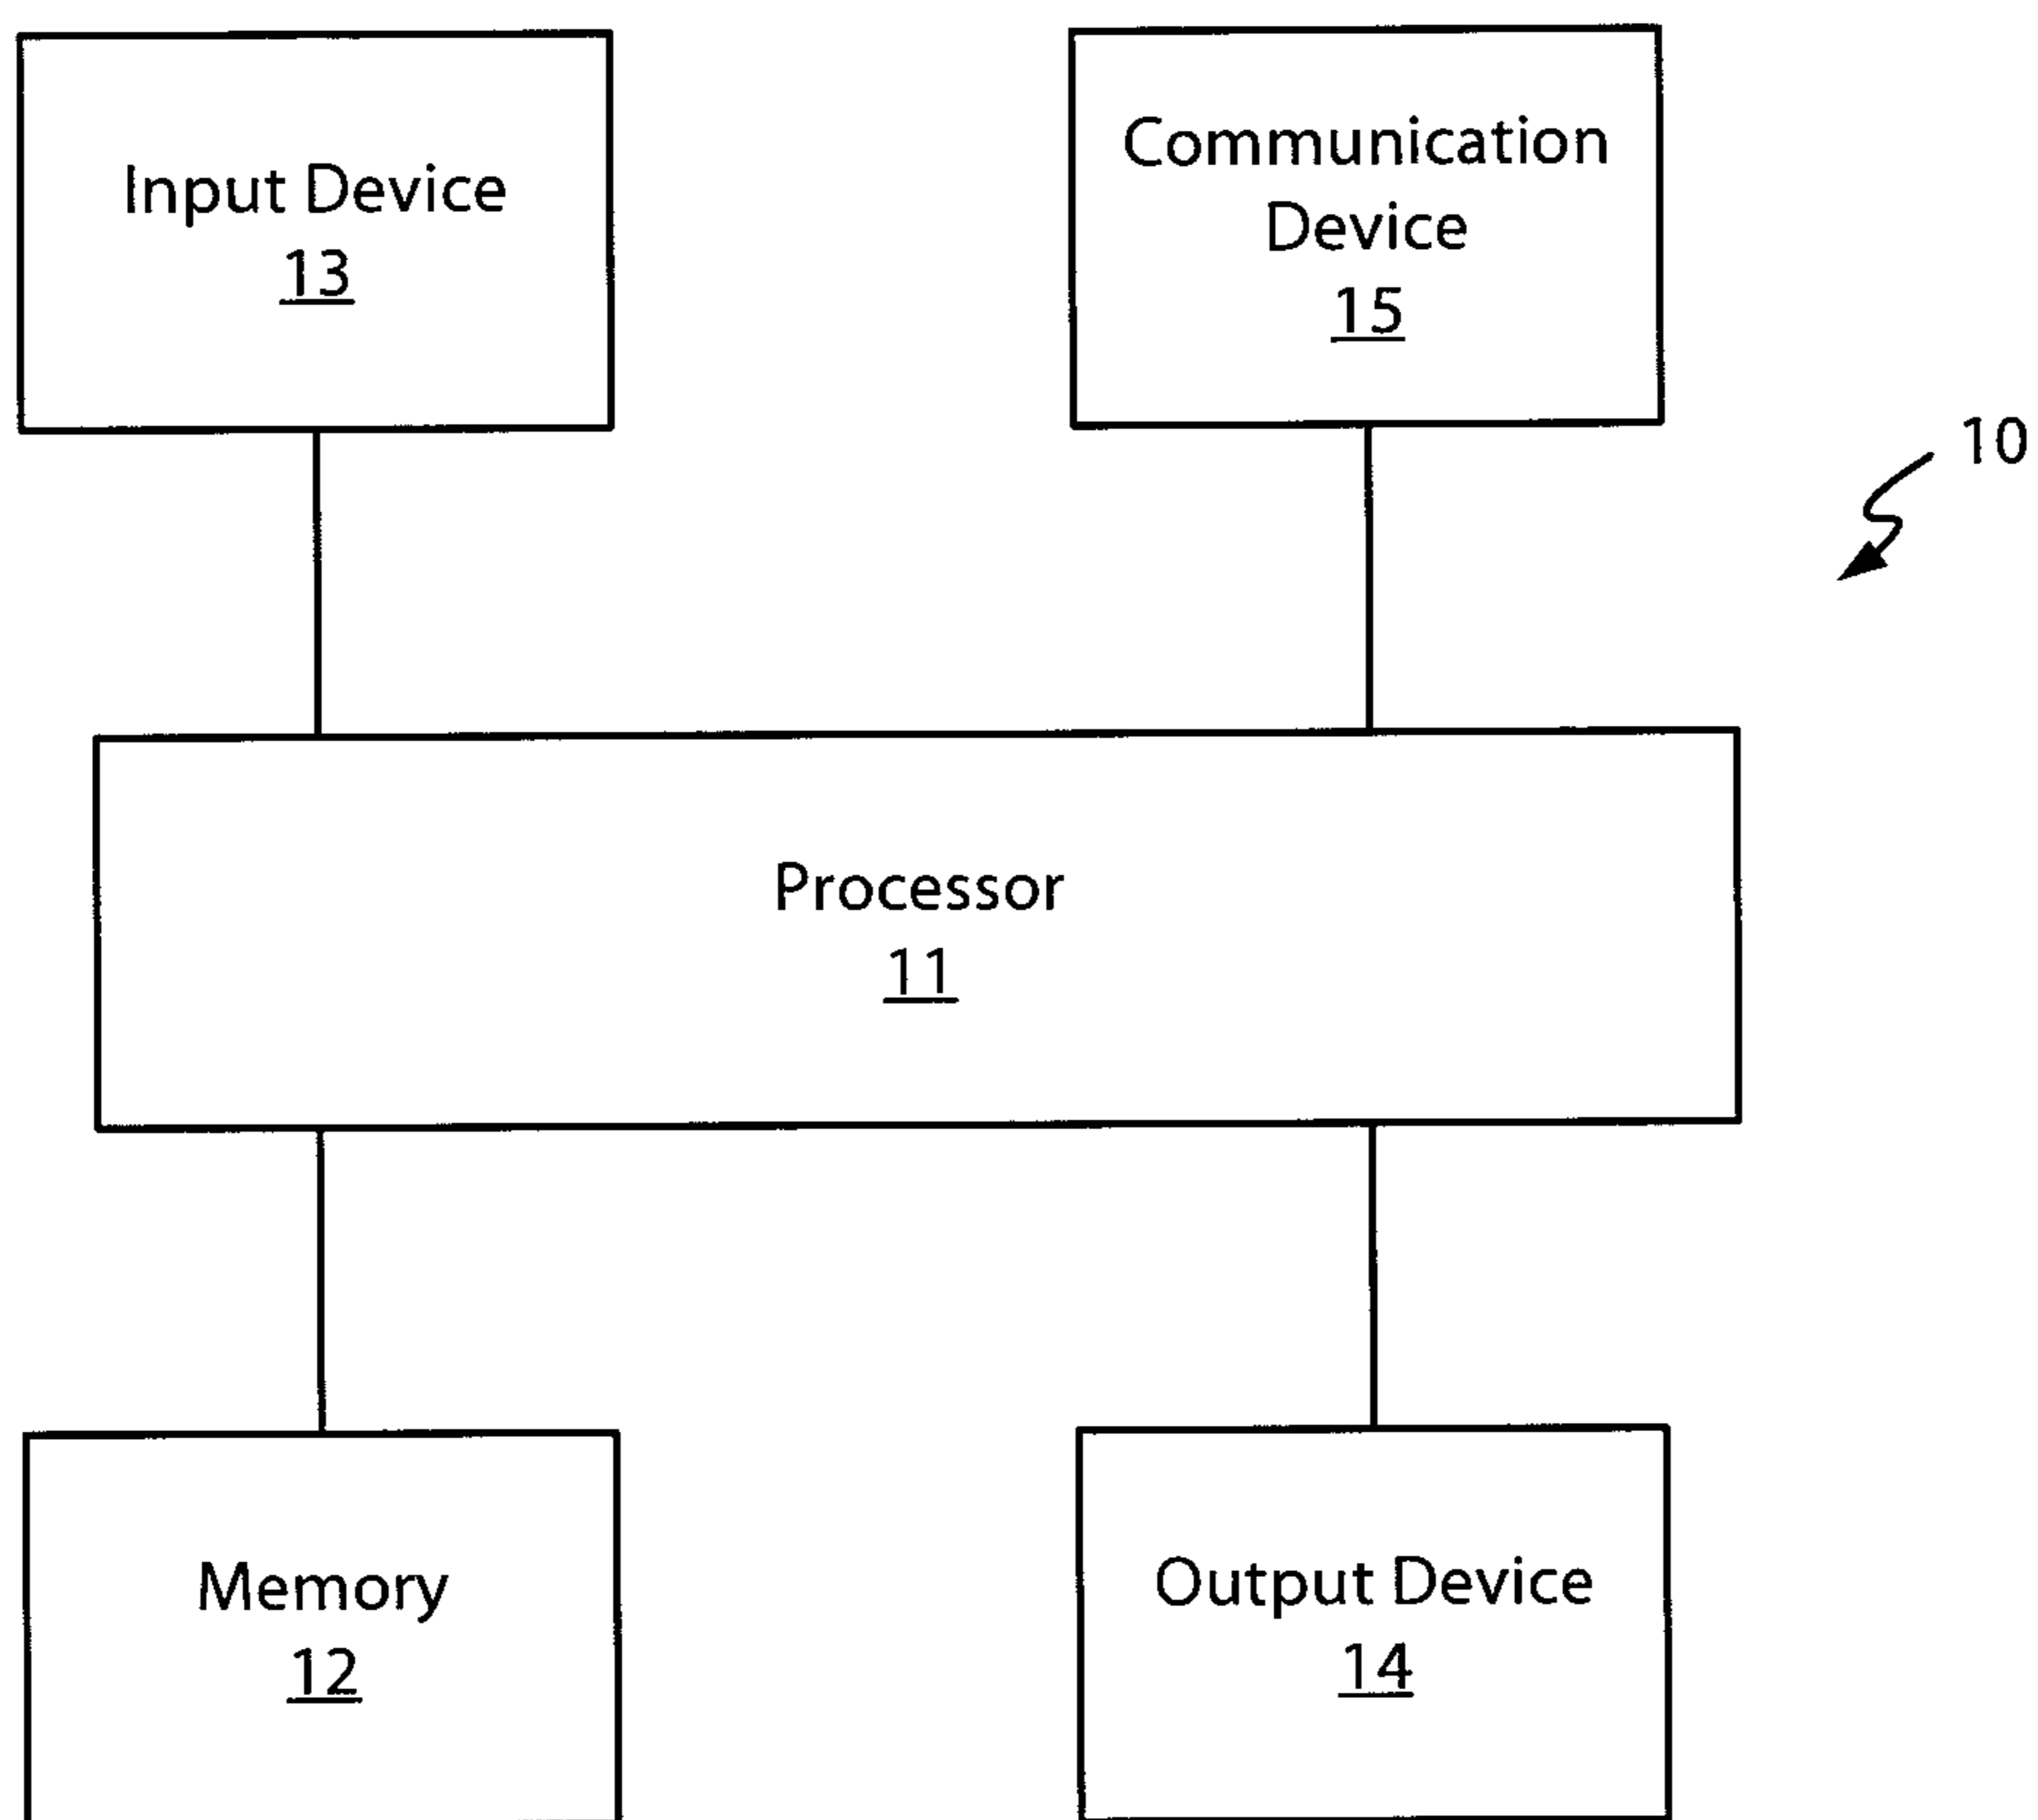 Input Device
13
Communication
Device
15
10
Processor
11
Memory
12
Output Device
14